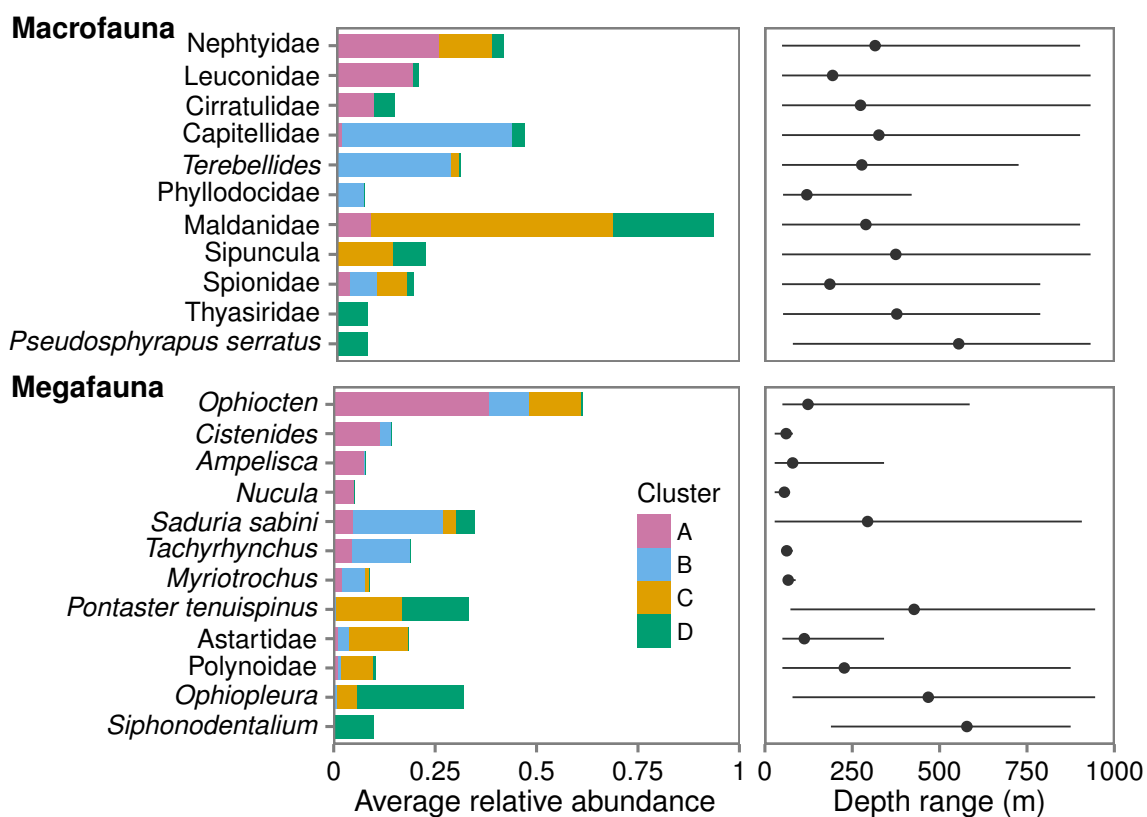 Macrofauna
Nephtyidae
Leuconidae
Cirratulidae
Capitellidae
Terebellides
Phyllodocidae
Maldanidae
Sipuncula
Spionidae
Thyasiridae
Pseudosphyrapus serratus
Megafauna
Ophiocten
Cistenides
Ampelisca
Nucula
Saduria sabini
Tachyrhynchus
Myriotrochus
Pontaster tenuispinus
Astartidae
Polynoidae
Ophiopleura
Siphonodentalium
Cluster
A
B
C
D
0 0.25 0.5 0.75 1
Average relative abundance
0 250 500 750 1000
Depth range (m)